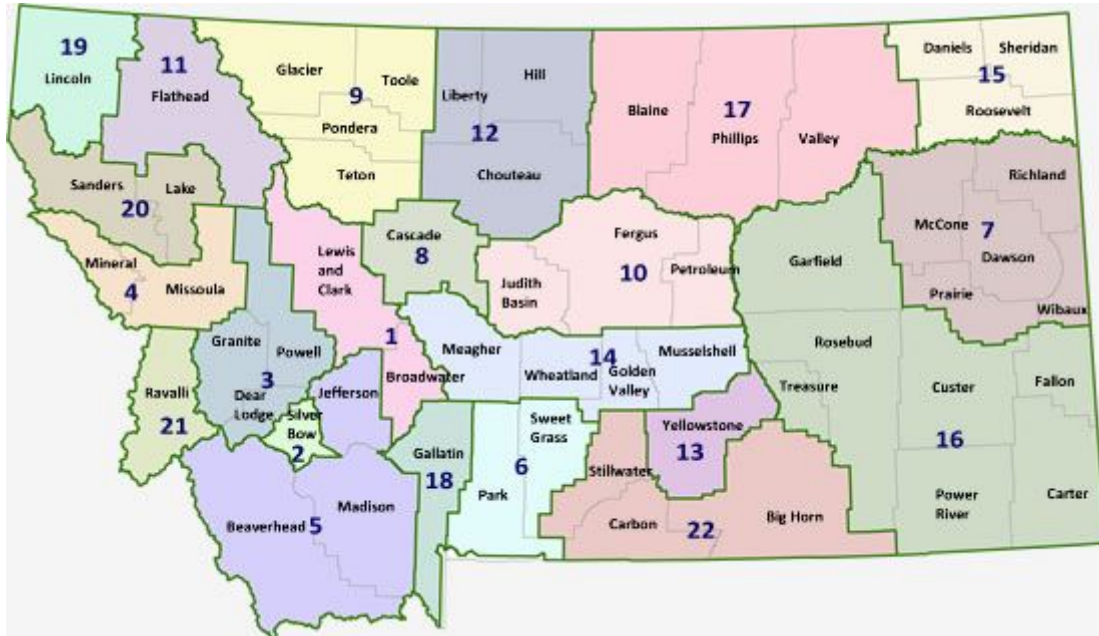 19
Lincoln
11
Flathead
Glacier
Toole
9
Pondera
Teton
Liberty
Hill
12
Chouteau
Blaine
17
Phillips
Valley
Daniels
Sheridan
15
Roosevelt
Sanders
Lake
20
Mineral
4
Missoula
Lewis
and
Clark
1
Broadwater
Cascade
8
Judith
Basin
Fergus
10
Petroleum
Garfield
McCone
Richland
7
Dawson
Prairie
Wibaux
Granite
Powell
3
Dear
Lodge
Silver
Bow
2
Jefferson
Ravalli
21
Meagher
14
Wheatland
Golden
Valley
Musselshell
Rosebud
Treasure
Custer
Fallon
16
Power
River
Carter
Gallatin
18
Sweet
Grass
6
Park
Yellowstone
13
Stillwater
Carbon
22
Big Horn
Madison
Beaverhead
5